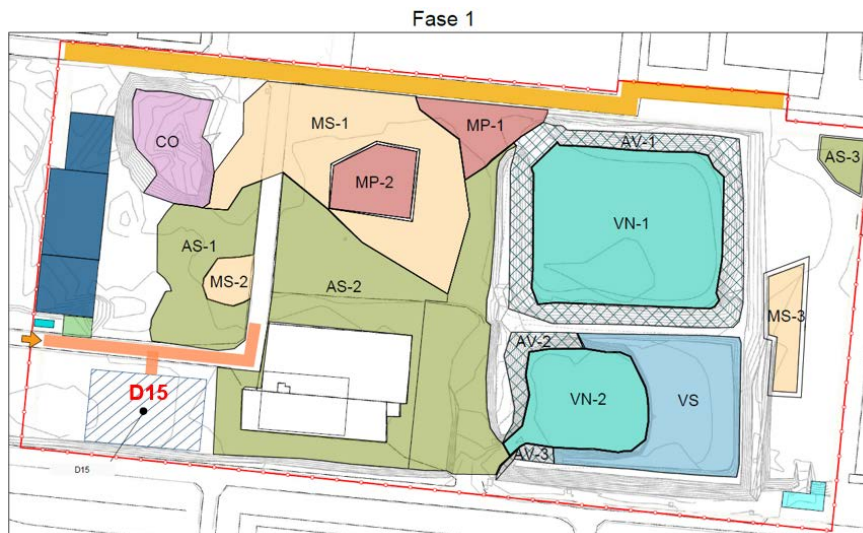 Fase 1
MS-1
MP-1
CO
AV-1
AS-3
MP-2
VN-1
AS-1
MS-2
AS-2
MS-3
AV-2
D15
VN-2
VS
AV-3
D15